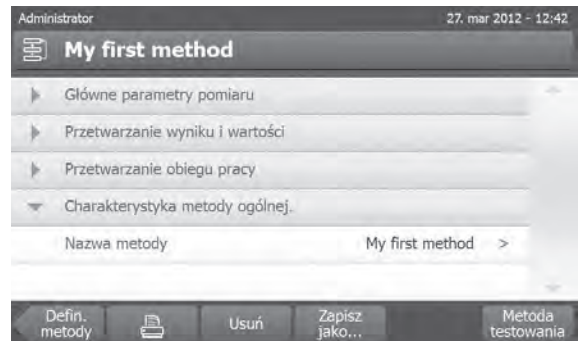 Administrator 27. mar 2012 - 12:42
My first method
Główne parametry pomiaru
Przetwarzanie wyniku i wartości
Przetwarzanie obiegu pracy
Charakterystyka metody ogólnej.
Nazwa metody My first method >
Defin. metody
Usuń
Zapisz jako...
Metoda testowania